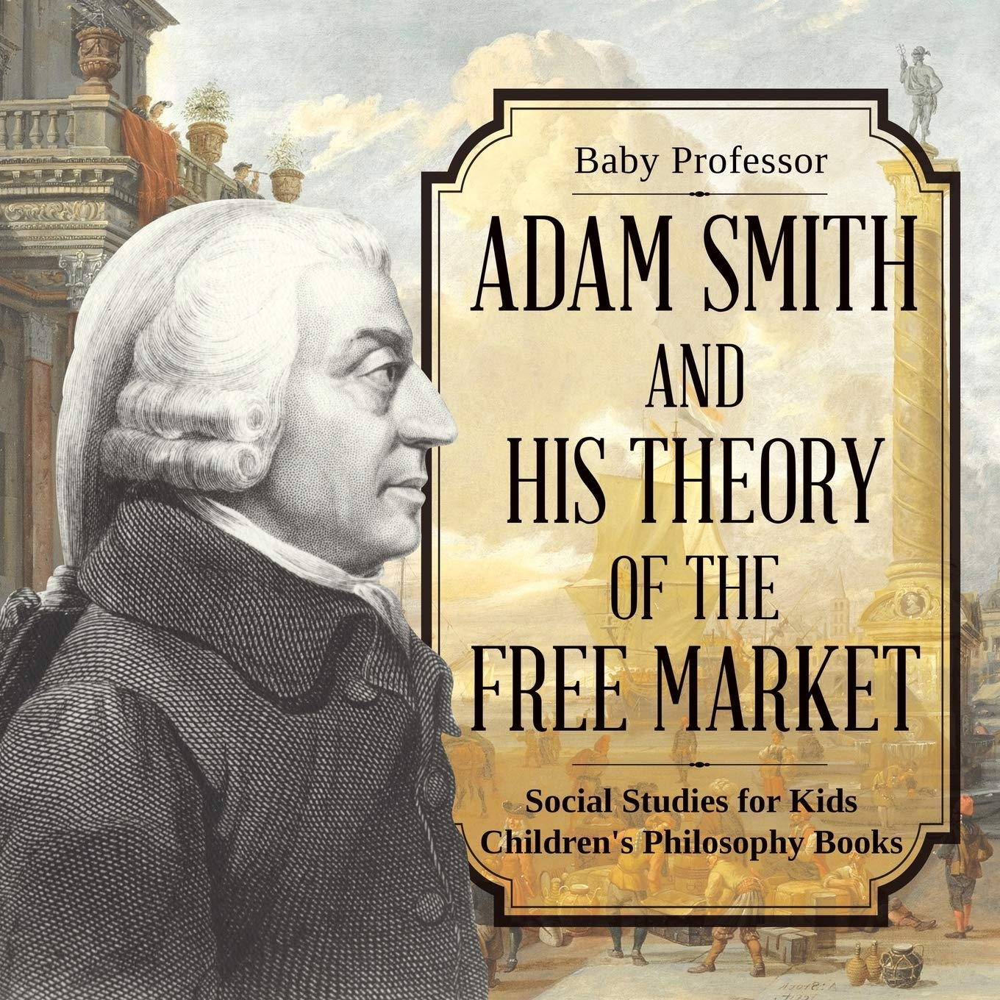 Baby Professor
ADAM SMITH
AND
HIS THEORY
OF THE
FREE MARKET
Social Studies for Kids
Children's Philosophy Books